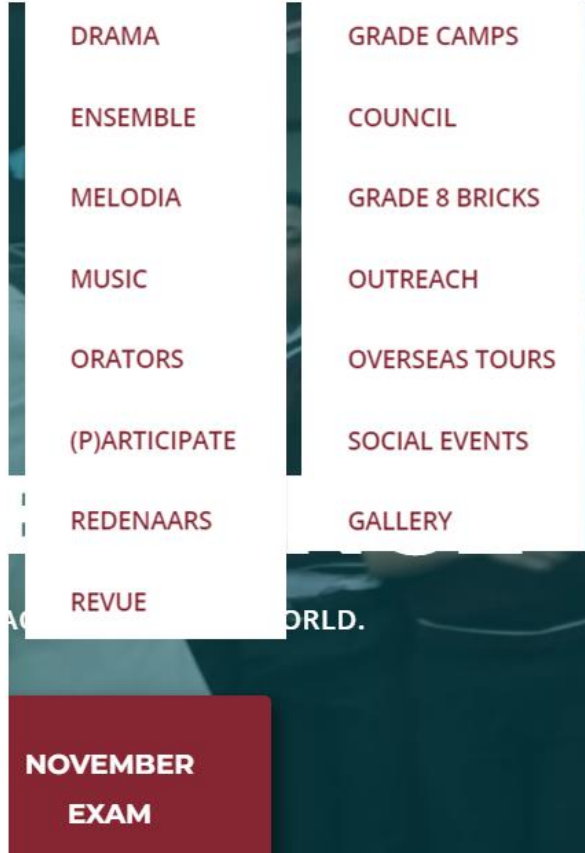 DRAMA
ENSEMBLE
MELODIA
MUSIC
ORATORS
(P)ARTICIPATE
REDENAARS
REVUE
GRADE CAMPS
COUNCIL
GRADE 8 BRICKS
OUTREACH
OVERSEAS TOURS
SOCIAL EVENTS
GALLERY
NOVEMBER
EXAM